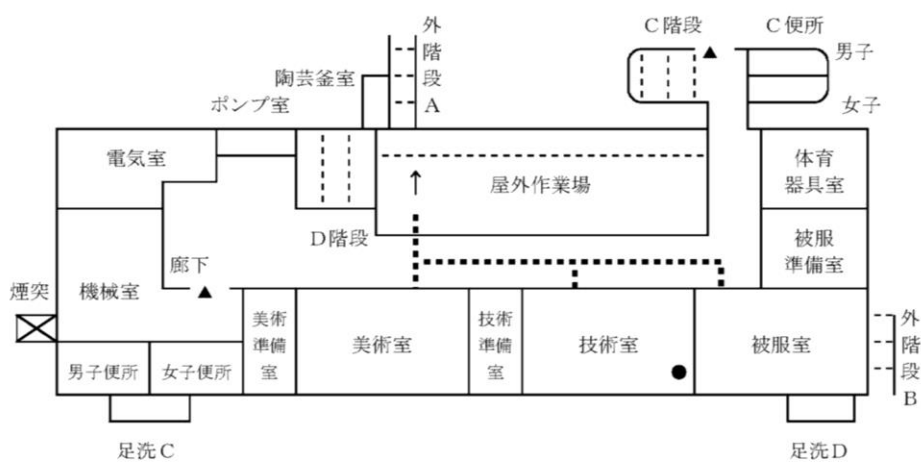 外階段A
C階段
C便所
男子
女子
陶芸釜室
ポンプ室
電気室
屋外作業場
体育
器具室
D階段
被服
準備室
廊下
煙突
機械室
美術
準備
室
美術室
技術
準備
室
技術室
被服室
外階段B
男子便所
女子便所
足洗C
足洗D